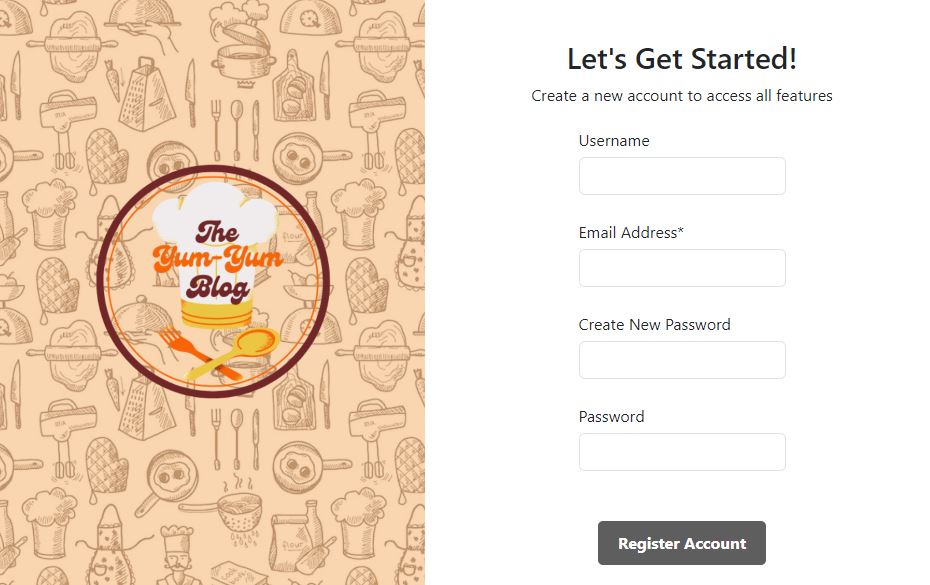 The
Yum-Yum
Blog
Let's Get Started!
Create a new account to access all features
Username
Email Address*
Create New Password
Password
Register Account
flour